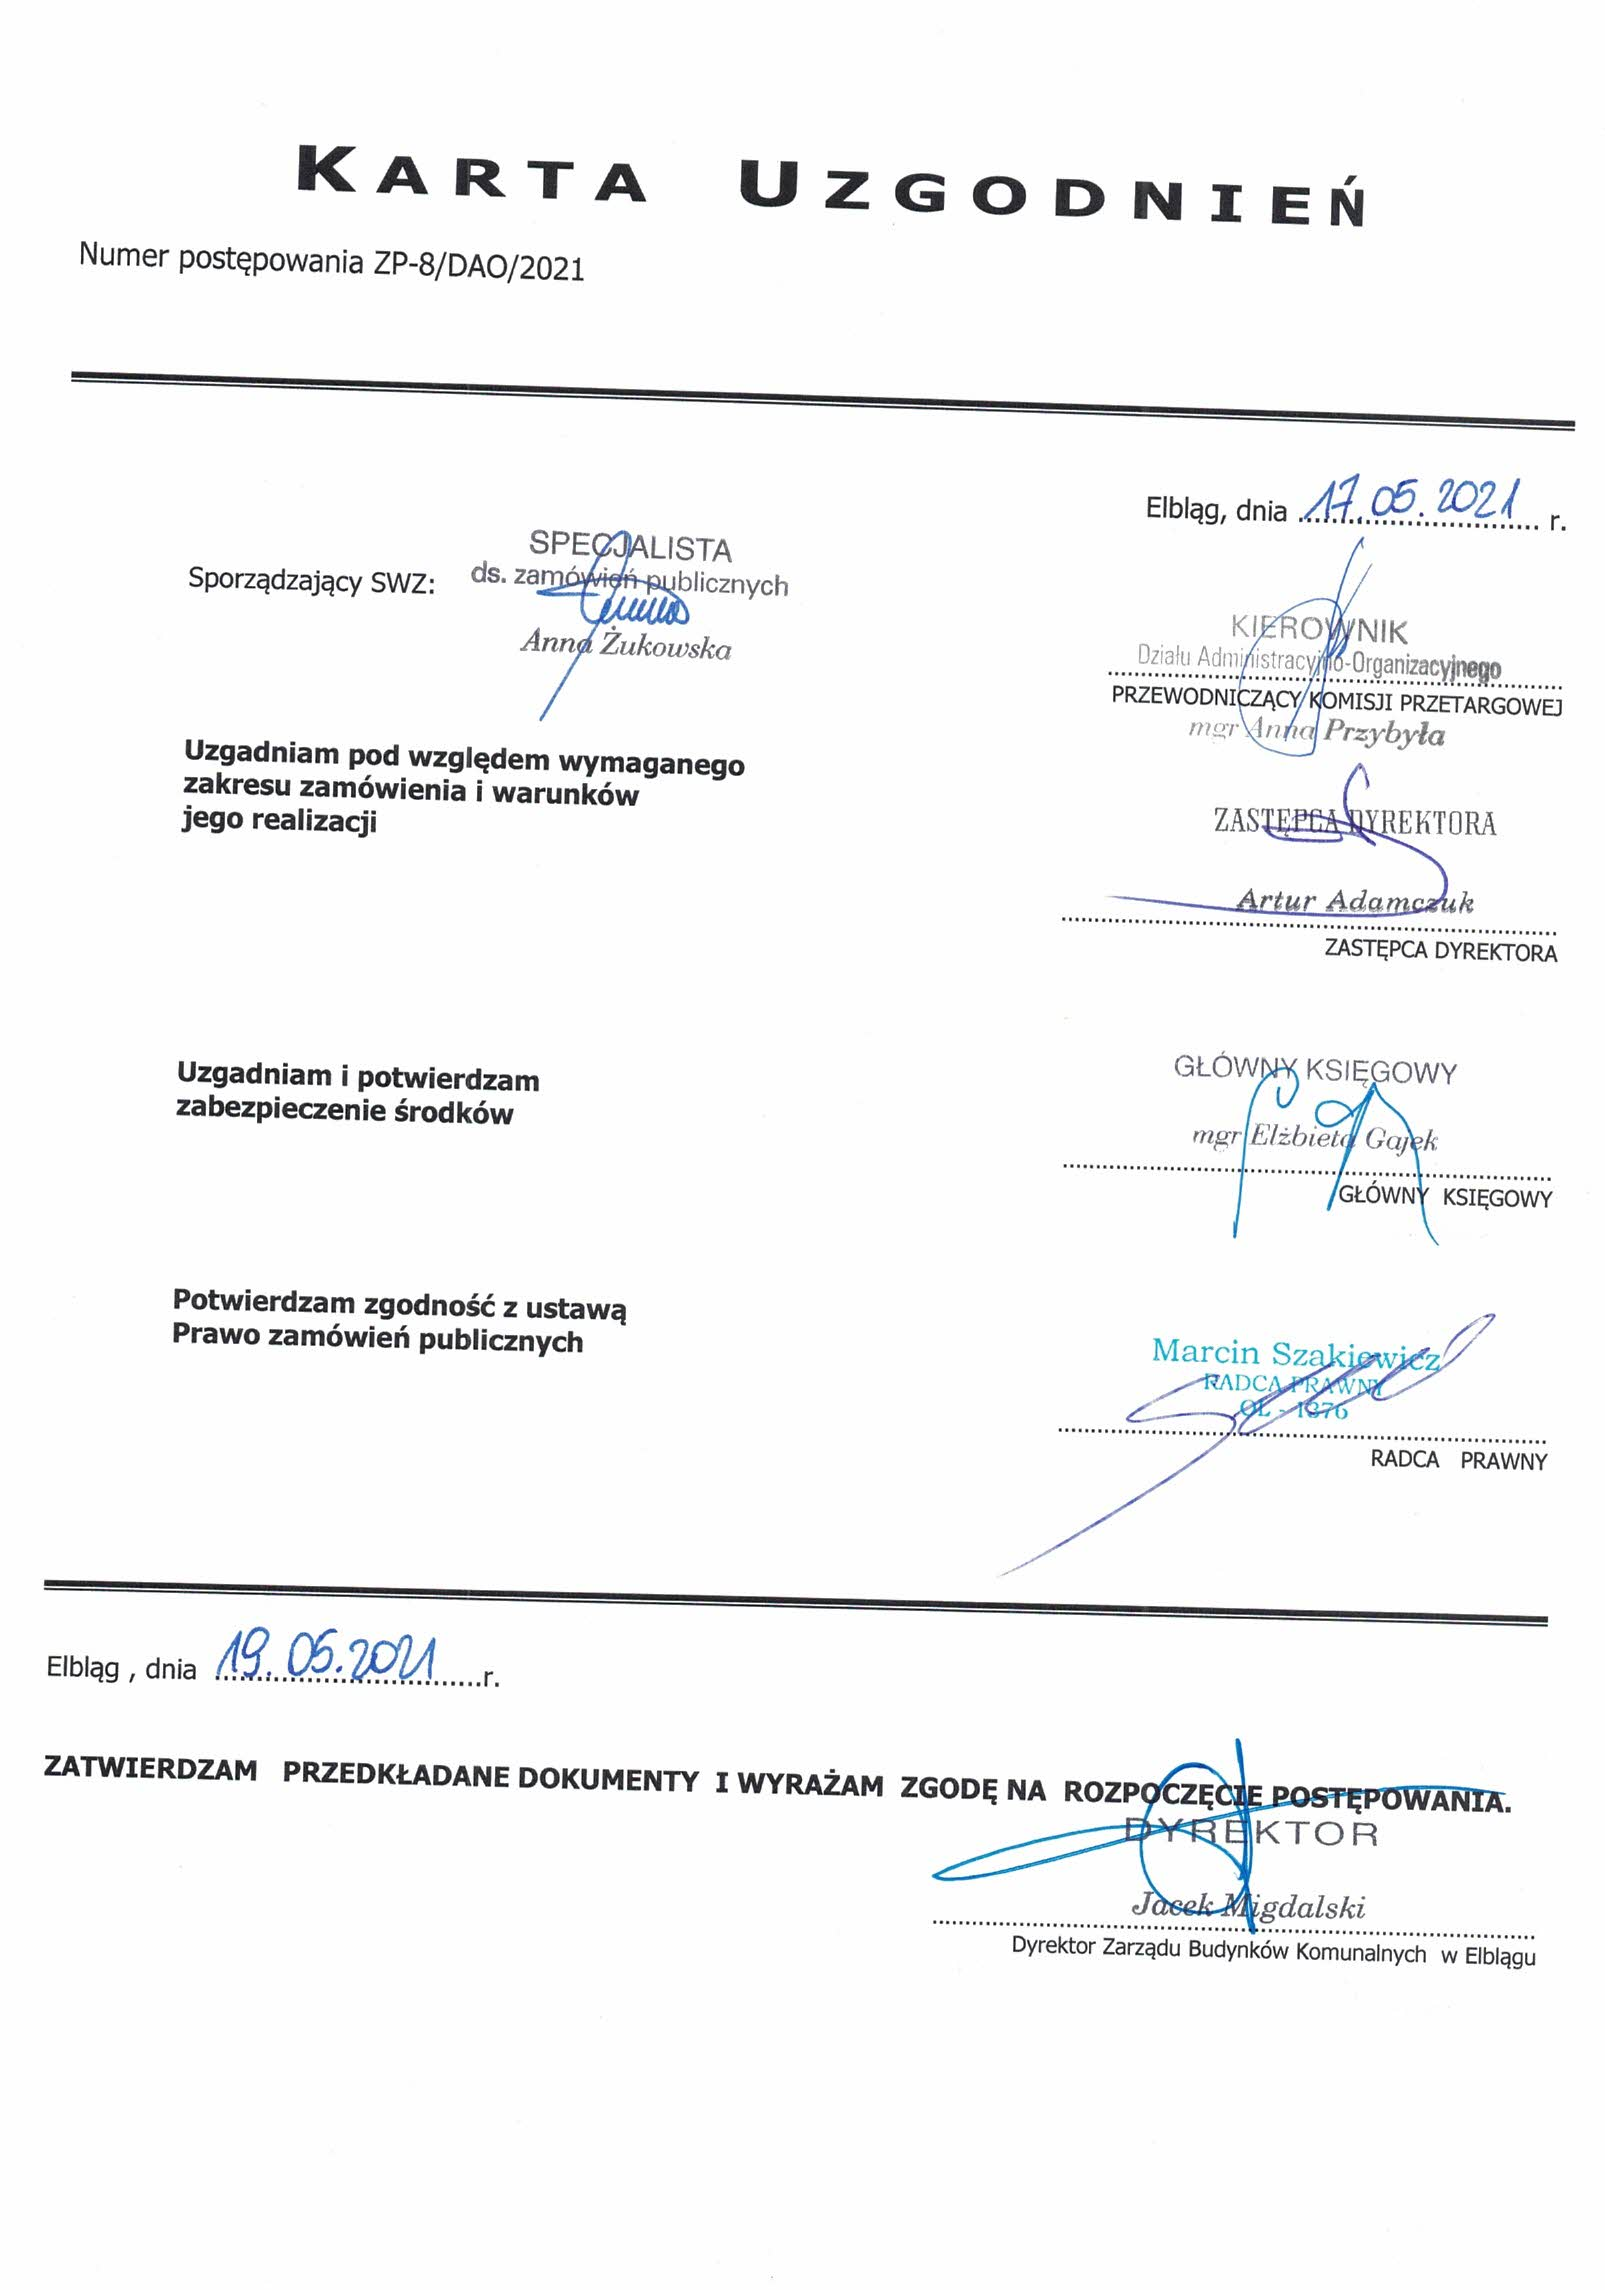 KARTA UZGODNIEŃ
Numer postępowania ZP-8/DAO/2021
Elbląg, dnia 17.05.2021 r.
SPECJALISTA
Sporządzający SWZ: ds. zamówień publicznych
Anna Żukowska
KIEROWNIK
Działu Administracyjno-Organizacyjnego
PRZEWODNICZĄCY KOMISJI PRZETARGOWEJ
mgr Anna Przybyła
Uzgadniam pod względem wymaganego
zakresu zamówienia i warunków
jego realizacji
ZASTĘPCA DYREKTORA
Artur Adamczuk
ZASTĘPCA DYREKTORA
Uzgadniam i potwierdzam
zabezpieczenie środków
GŁÓWNY KSIĘGOWY
mgr Elżbieta Gajek
GŁÓWNY KSIĘGOWY
Potwierdzam zgodność z ustawą
Prawo zamówień publicznych
Marcin Szakiewicz
RADCA PRAWNY
OL - 1376
RADCA PRAWNY
Elbląg , dnia 19.05.2021 r.
ZATWIERDZAM PRZEDKŁADANE DOKUMENTY I WYRAŻAM ZGODĘ NA ROZPOCZĘCIE POSTĘPOWANIA.
DYREKTOR
Jacek Migdalski
Dyrektor Zarządu Budynków Komunalnych w Elblągu